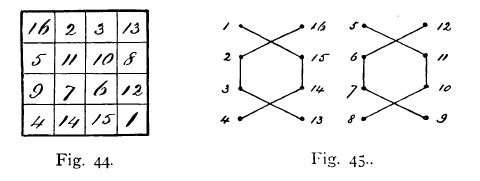 16 2 3 13
5 11 10 8
9 7 6 12
4 14 15 1
Fig. 44.
1 16 5 12
2 15 6 11
3 14 7 10
4 13 8 9
Fig. 45..